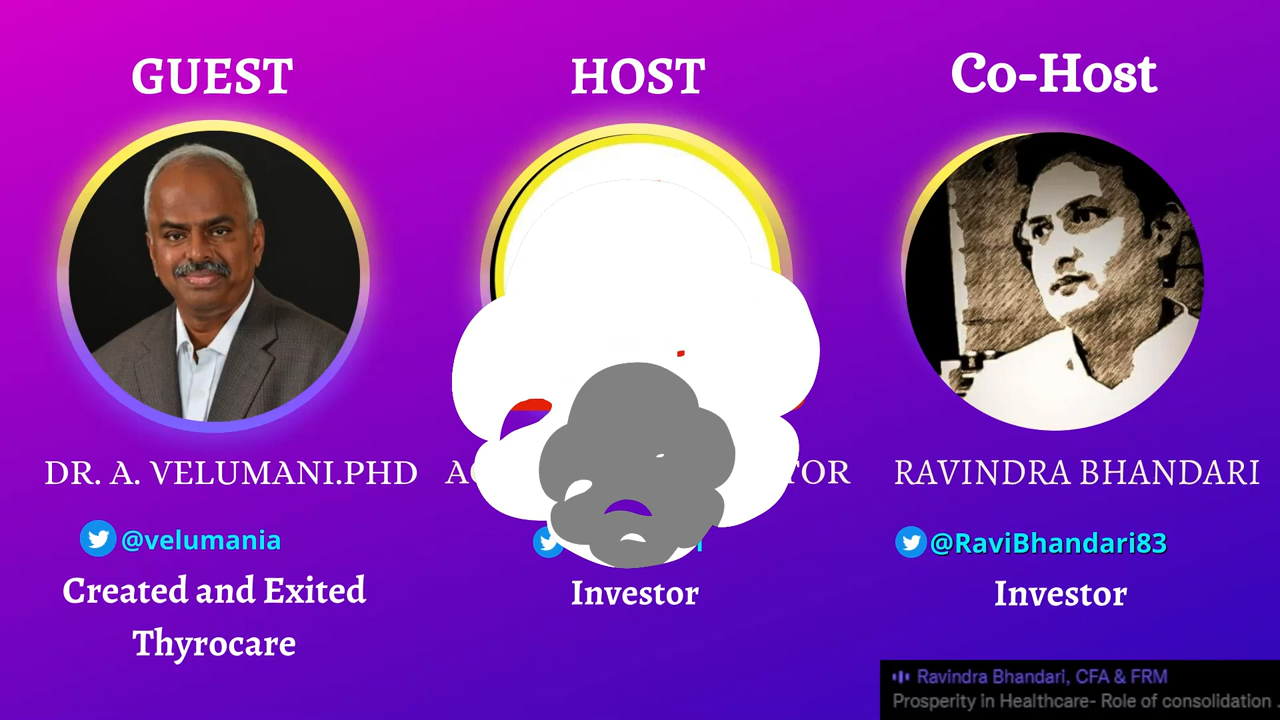 GUEST
HOST
Co-Host
DR. A. VELUMANI.PHD
RAVINDRA BHANDARI
@velumania
@RaviBhandari83
Created and Exited
Thyrocare
Investor
Investor
Ravindra Bhandari, CFA & FRM
Prosperity in Healthcare- Role of consolidation